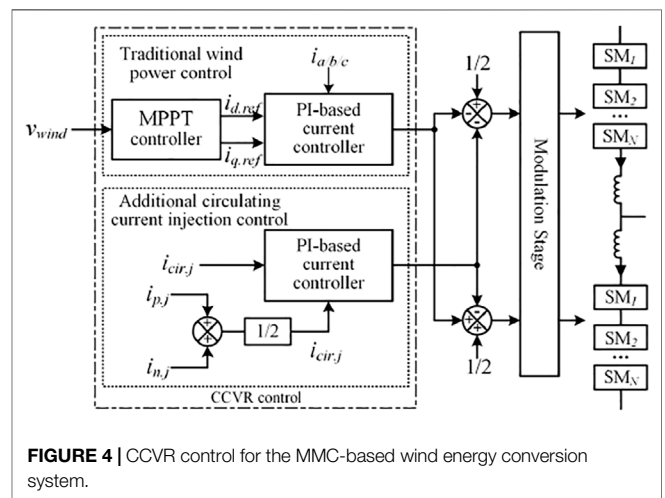 Traditional wind
power control
i_{a/b/c}
1/2
v_{wind}
MPPT
controller
i_{d.ref}
i_{q.ref}
PI-based
current
controller
Additional circulating
current injection control
i_{cir.j}
PI-based
current
controller
i_{p.j}
i_{n.j}
1/2
i_{cir.j}
CCVR control
+
-
-
-
+
-
+
+
1/2
Modulation Stage
SM_1
SM_2
...
SM_N
SM_1
SM_2
...
SM_N
FIGURE 4 | CCVR control for the MMC-based wind energy conversion
system.